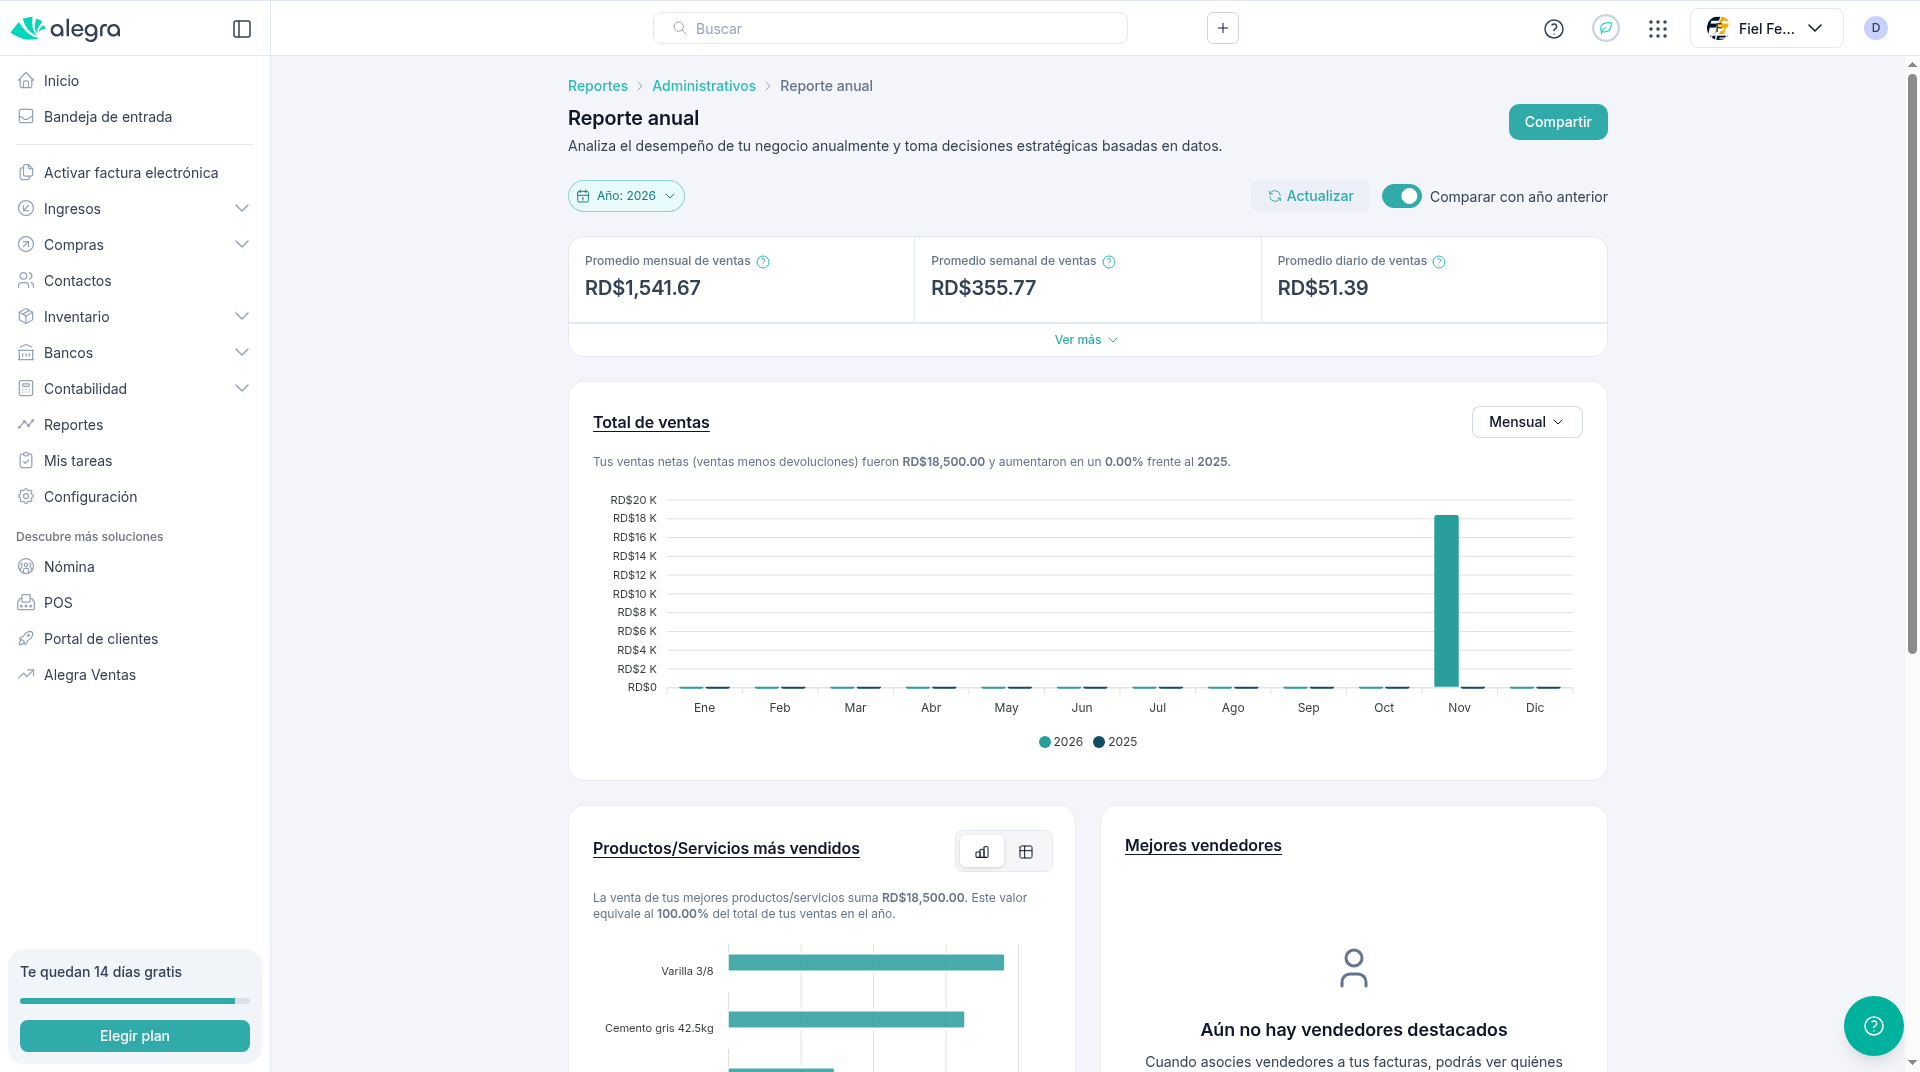 alegra
Buscar
Fiel Fe...
D
Inicio
Bandeja de entrada
Activar factura electrónica
Ingresos
Compras
Contactos
Inventario
Bancos
Contabilidad
Reportes
Mis tareas
Configuración
Descubre más soluciones
Nómina
POS
Portal de clientes
Alegra Ventas
Te quedan 14 días gratis
Elegir plan
Reportes > Administrativos > Reporte anual
Reporte anual
Compartir
Analiza el desempeño de tu negocio anualmente y toma decisiones estratégicas basadas en datos.
Año: 2026
Actualizar
Comparar con año anterior
Promedio mensual de ventas
RD$1,541.67
Promedio semanal de ventas
RD$355.77
Promedio diario de ventas
RD$51.39
Ver más
Total de ventas
Mensual
Tus ventas netas (ventas menos devoluciones) fueron RD$18,500.00 y aumentaron en un 0.00% frente al 2025.
RD$20 K
RD$18 K
RD$16 K
RD$14 K
RD$12 K
RD$10 K
RD$8 K
RD$6 K
RD$4 K
RD$2 K
RD$0
Ene Feb Mar Abr May Jun Jul Ago Sep Oct Nov Dic
2026 2025
Productos/Servicios más vendidos
La venta de tus mejores productos/servicios suma RD$18,500.00. Este valor
equivale al 100.00% del total de tus ventas en el año.
Varilla 3/8
Cemento gris 42.5kg
Mejores vendedores
Aún no hay vendedores destacados
Cuando asocies vendedores a tus facturas, podrás ver quiénes